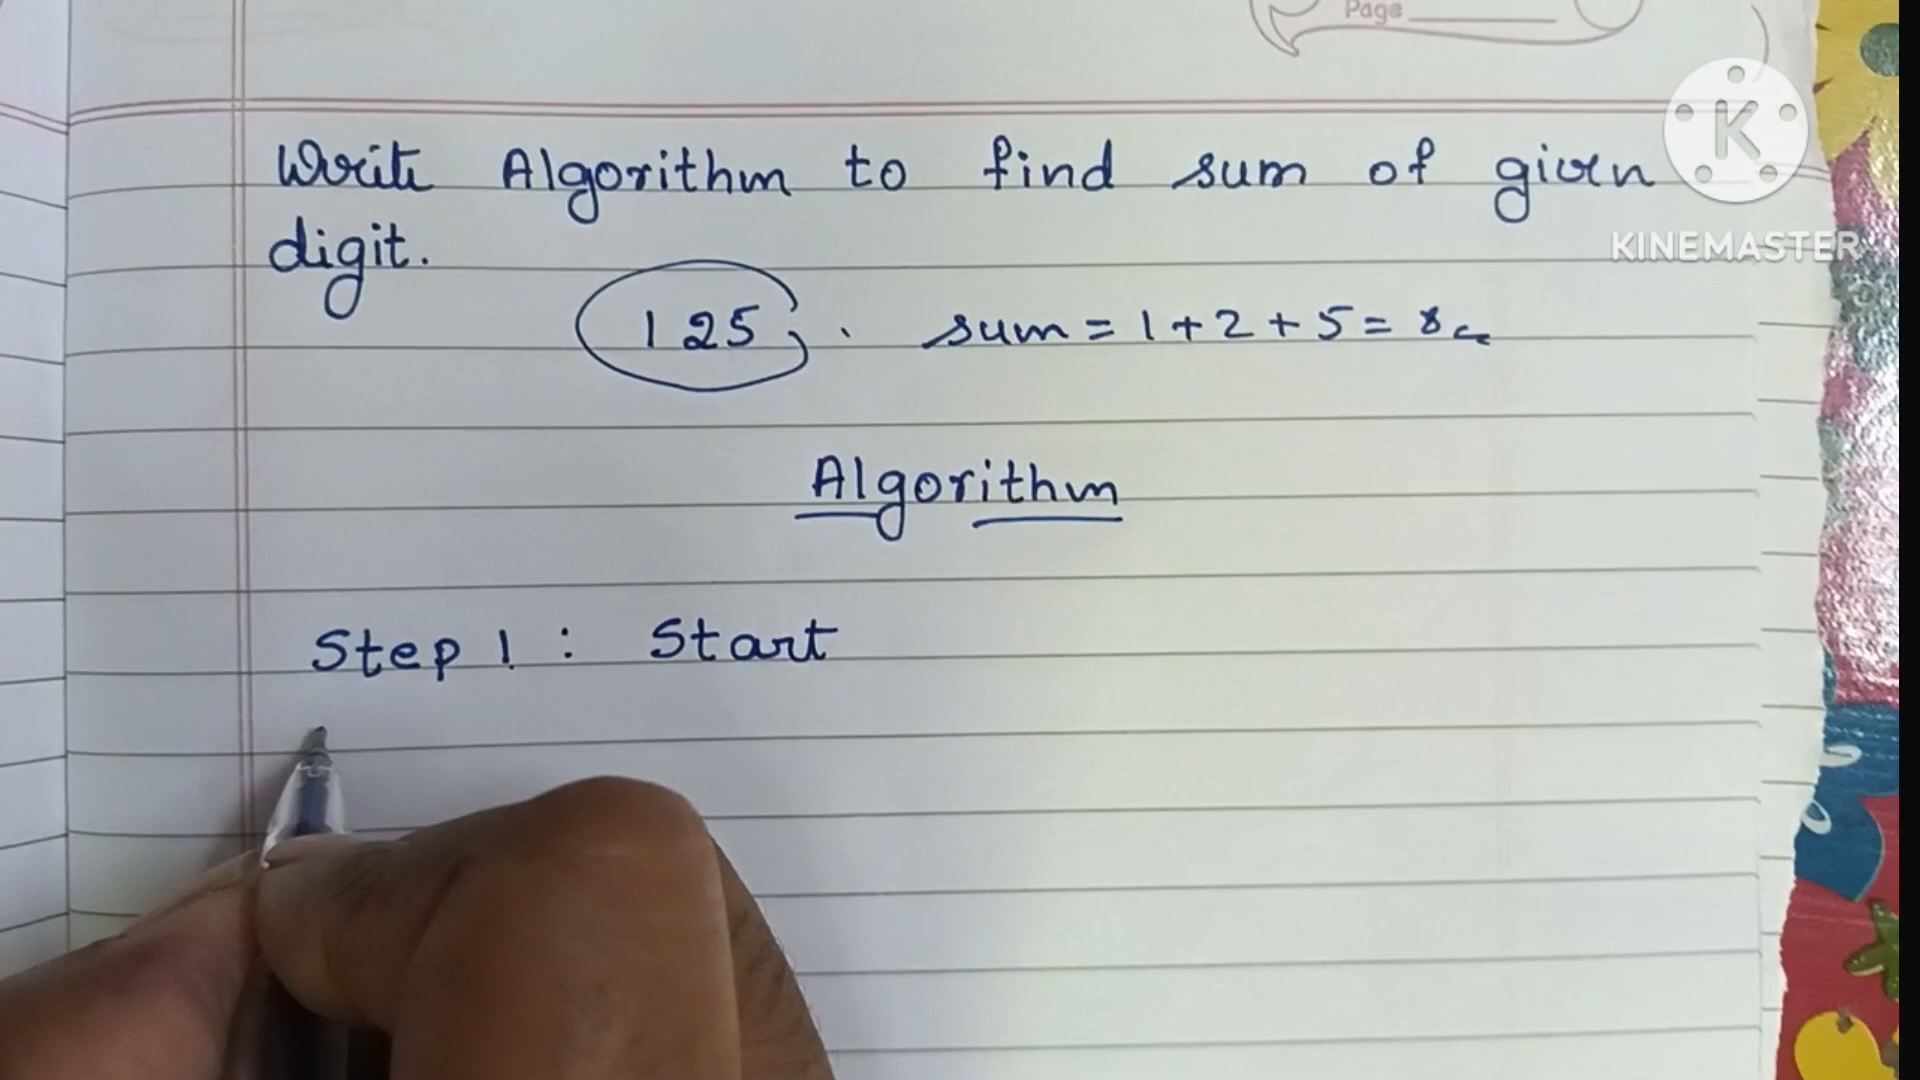 Page
K
KINEMASTER
Write Algorithm to find sum of given
digit.
125, . sum = 1 + 2 + 5 = 8
Algorithm
Step 1 : Start